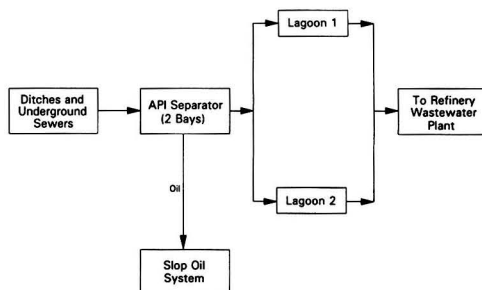 Lagoon 1
Ditches and
Underground
Sewers
API Separator
(2 Bays)
To Refinery
Wastewater
Plant
Oil
Lagoon 2
Slop Oil
System